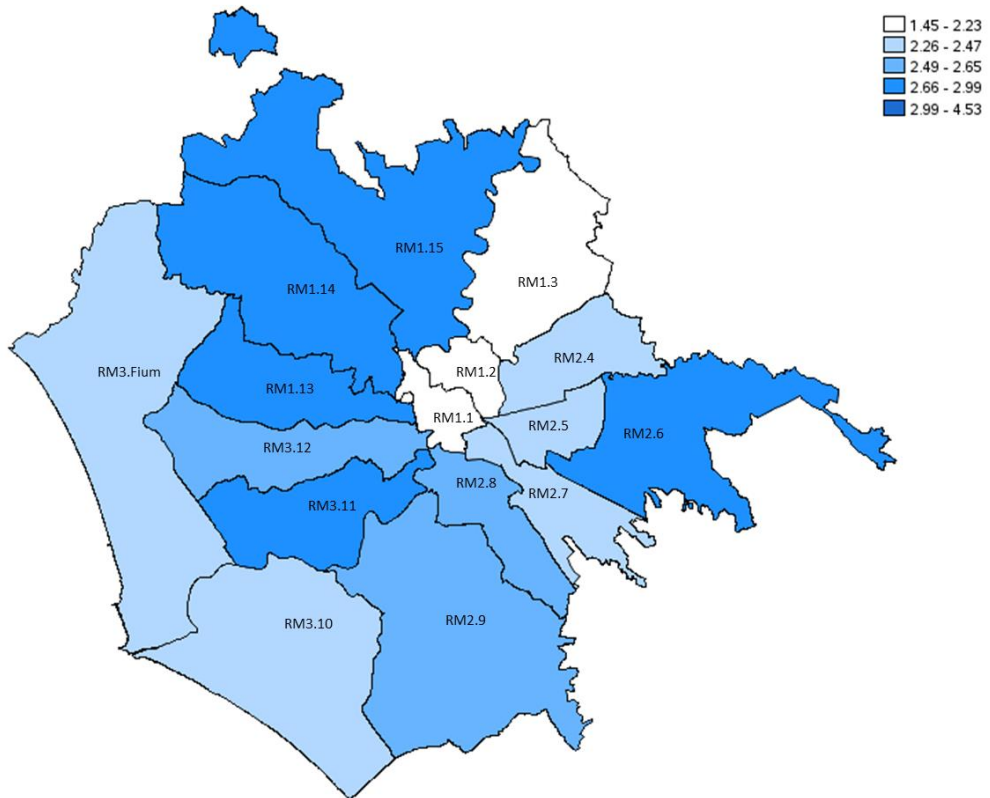 1.45 - 2.23
2.26 - 2.47
2.49 - 2.65
2.66 - 2.99
2.99 - 4.53
RM1.15
RM1.3
RM1.14
RM2.4
RM3.Fium
RM1.2
RM1.13
RM1.1
RM2.5
RM2.6
RM3.12
RM2.8
RM2.7
RM3.11
RM2.9
RM3.10